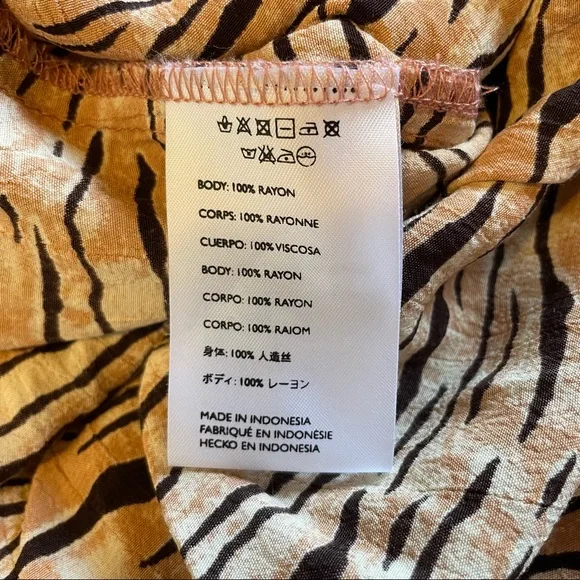 BODY: 100% RAYON
CORPS: 100% RAYONNE
CUERPO: 100% VISCOSA
BODY: 100% RAYON
CORPO: 100% RAYON
CORPO: 100% RAIOM
身体: 100% 人造丝
ボディ: 100% レーヨン
MADE IN INDONESIA
FABRIQUÉ EN INDONÉSIE
HECKO EN INDONESIA